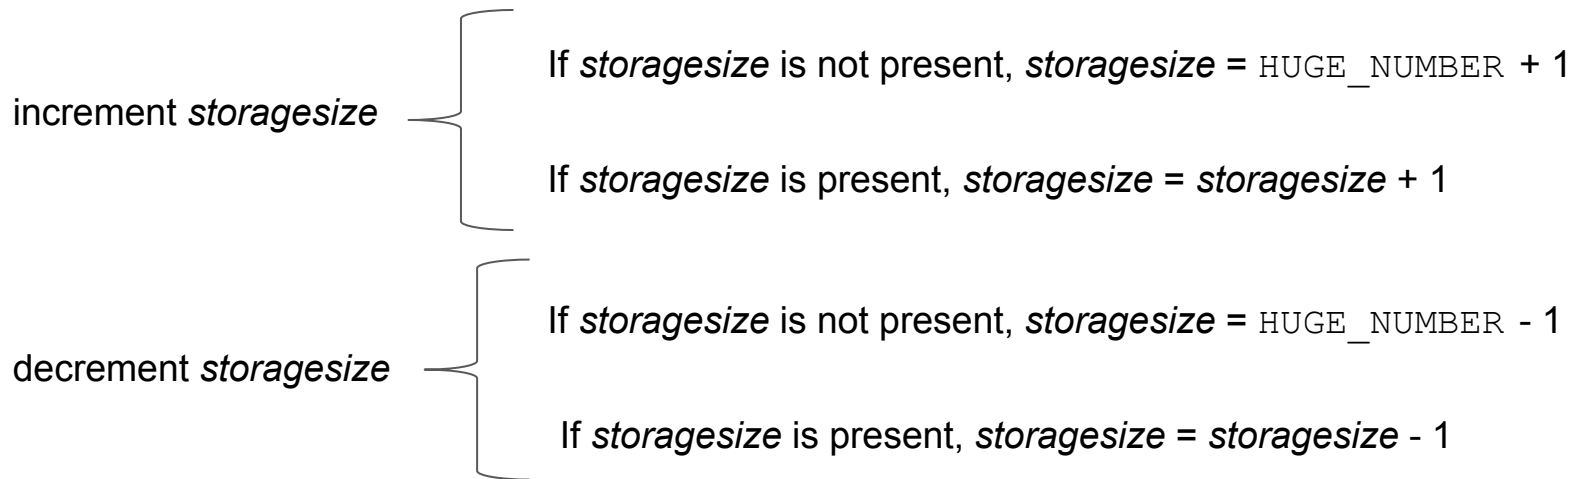 If storagesize is not present, storagesize = HUGE_NUMBER + 1
increment storagesize
If storagesize is present, storagesize = storagesize + 1
If storagesize is not present, storagesize = HUGE_NUMBER - 1
decrement storagesize
If storagesize is present, storagesize = storagesize - 1